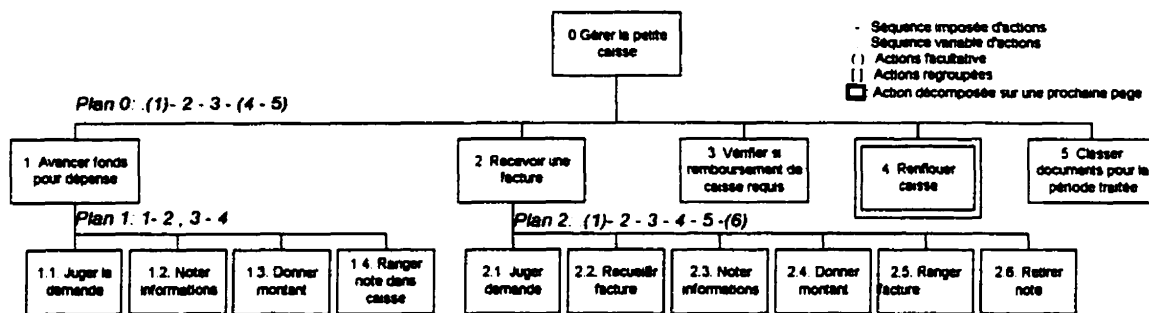 0 Gérer la petite
caisse
- Séquence imposée d'actions
, Séquence variable d'actions
( ) Actions facultative
[ ] Actions regroupées
Action décomposée sur une prochaine page
Plan 0: .(1)- 2 - 3 - (4 - 5)
1 Avancer fonds
pour dépense
2 Recevoir une
facture
3 Vérifier si
remboursement de
caisse requis
4 Renflouer
caisse
5 Classer
documents pour la
période traitée
Plan 1: 1- 2 , 3 - 4
Plan 2. (1)- 2 - 3 - 4 - 5 -(6)
1.1. Juger la
demande
1.2. Noter
informations
1.3. Donner
montant
1 4. Ranger
note dans
caisse
2.1 Juger
demande
2.2. Recueillir
facture
2.3. Noter
informations
2.4. Donner
montant
2.5. Ranger
facture
2 6. Retirer
note